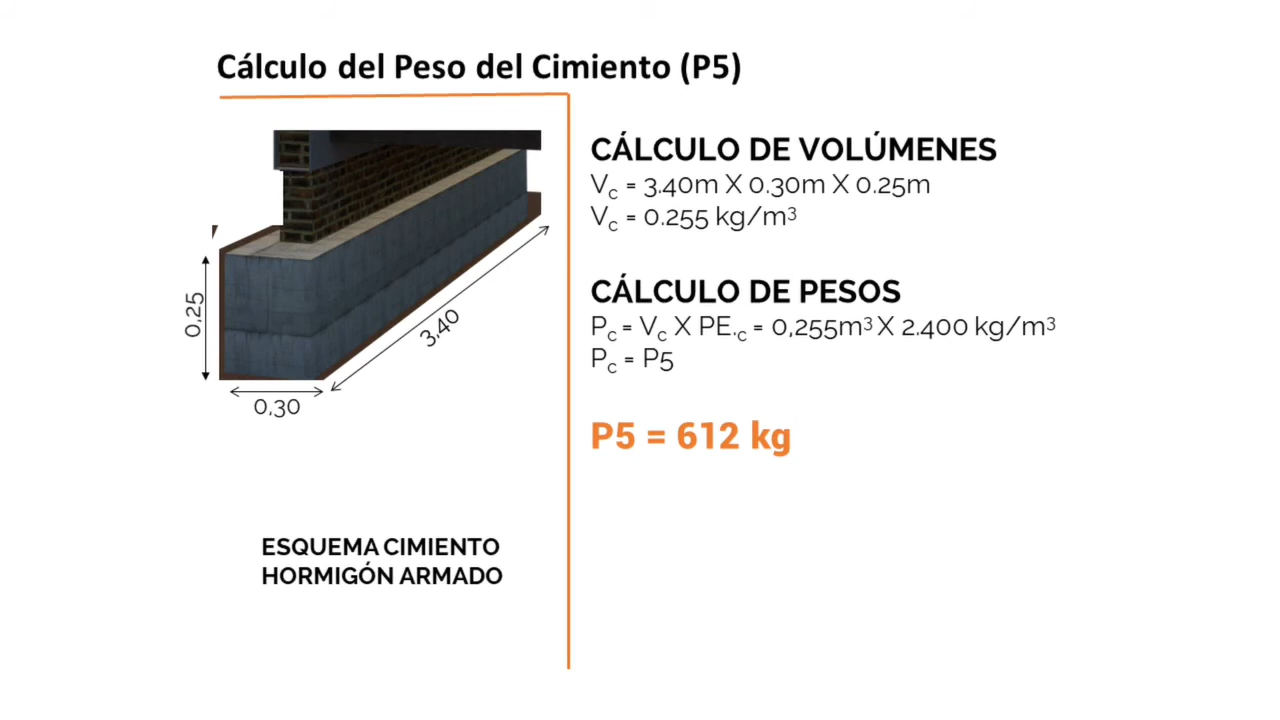 Cálculo del Peso del Cimiento (P5)
CÁLCULO DE VOLÚMENES
Vc = 3.40m X 0.30m X 0.25m
Vc = 0.255 kg/m³
CÁLCULO DE PESOS
Pc = Vc X PE.c = 0,255m³ X 2.400 kg/m³
Pc = P5
P5 = 612 kg
0,25
3,40
0,30
ESQUEMA CIMIENTO
HORMIGÓN ARMADO